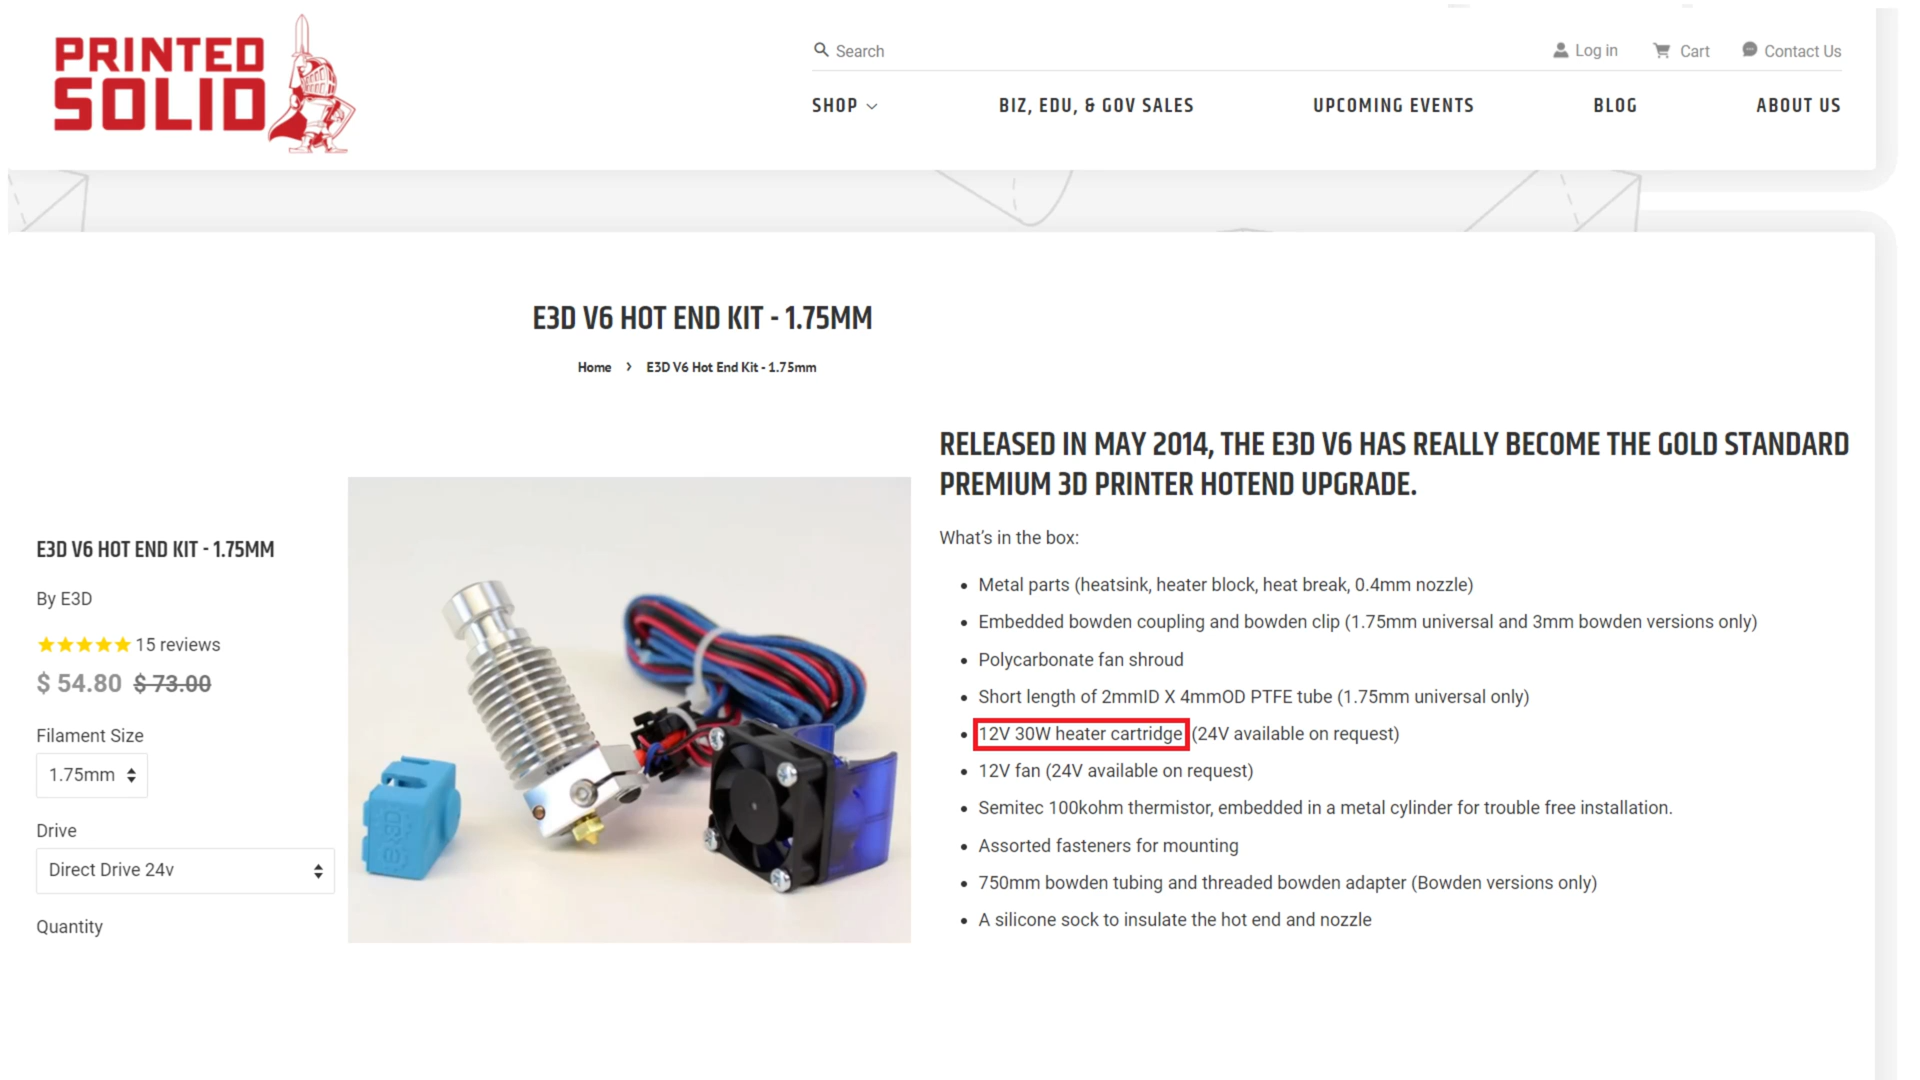 PRINTED
SOLID
Search
Log in
Cart
Contact Us
SHOP
BIZ, EDU, & GOV SALES
UPCOMING EVENTS
BLOG
ABOUT US
E3D V6 HOT END KIT - 1.75MM
Home › E3D V6 Hot End Kit - 1.75mm
E3D V6 HOT END KIT - 1.75MM
By E3D
15 reviews
$ 54.80 $ 73.00
Filament Size
1.75mm
Drive
Direct Drive 24v
Quantity
E3D
RELEASED IN MAY 2014, THE E3D V6 HAS REALLY BECOME THE GOLD STANDARD
PREMIUM 3D PRINTER HOTEND UPGRADE.
What's in the box:
• Metal parts (heatsink, heater block, heat break, 0.4mm nozzle)
• Embedded bowden coupling and bowden clip (1.75mm universal and 3mm bowden versions only)
• Polycarbonate fan shroud
• Short length of 2mmID X 4mmOD PTFE tube (1.75mm universal only)
• 12V 30W heater cartridge (24V available on request)
• 12V fan (24V available on request)
• Semitec 100kohm thermistor, embedded in a metal cylinder for trouble free installation.
• Assorted fasteners for mounting
• 750mm bowden tubing and threaded bowden adapter (Bowden versions only)
• A silicone sock to insulate the hot end and nozzle